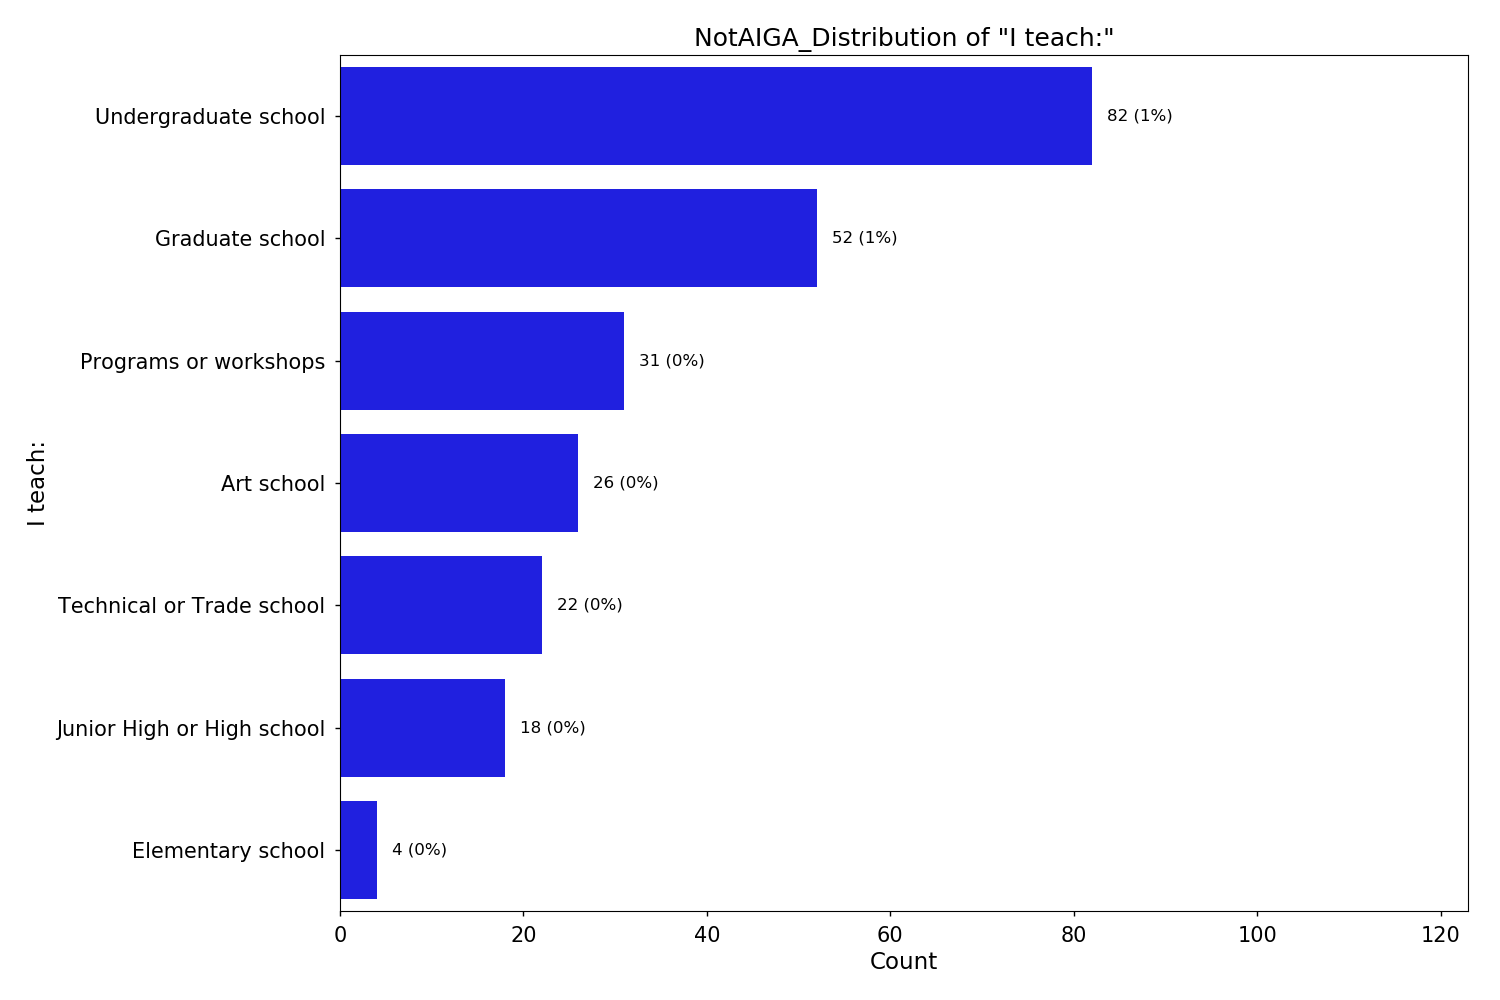 NotAIGA_Distribution of "I teach:"
Undergraduate school
82 (1%)
Graduate school
52 (1%)
Programs or workshops
31 (0%)
Art school
26 (0%)
Technical or Trade school
22 (0%)
Junior High or High school
18 (0%)
Elementary school
4 (0%)
I teach:
0 20 40 60 80 100 120
Count